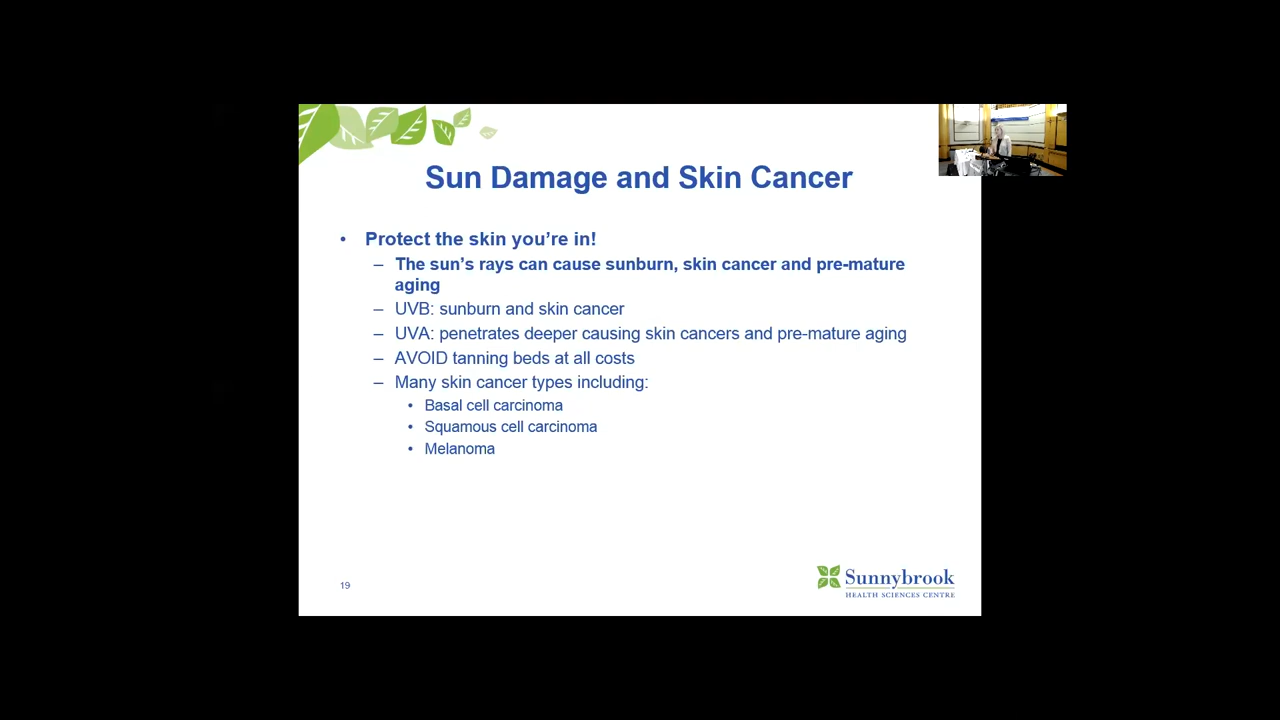 Sun Damage and Skin Cancer
• Protect the skin you're in!
– The sun's rays can cause sunburn, skin cancer and pre-mature
aging
– UVB: sunburn and skin cancer
– UVA: penetrates deeper causing skin cancers and pre-mature aging
– AVOID tanning beds at all costs
– Many skin cancer types including:
• Basal cell carcinoma
• Squamous cell carcinoma
• Melanoma
19
Sunnybrook
HEALTH SCIENCES CENTRE